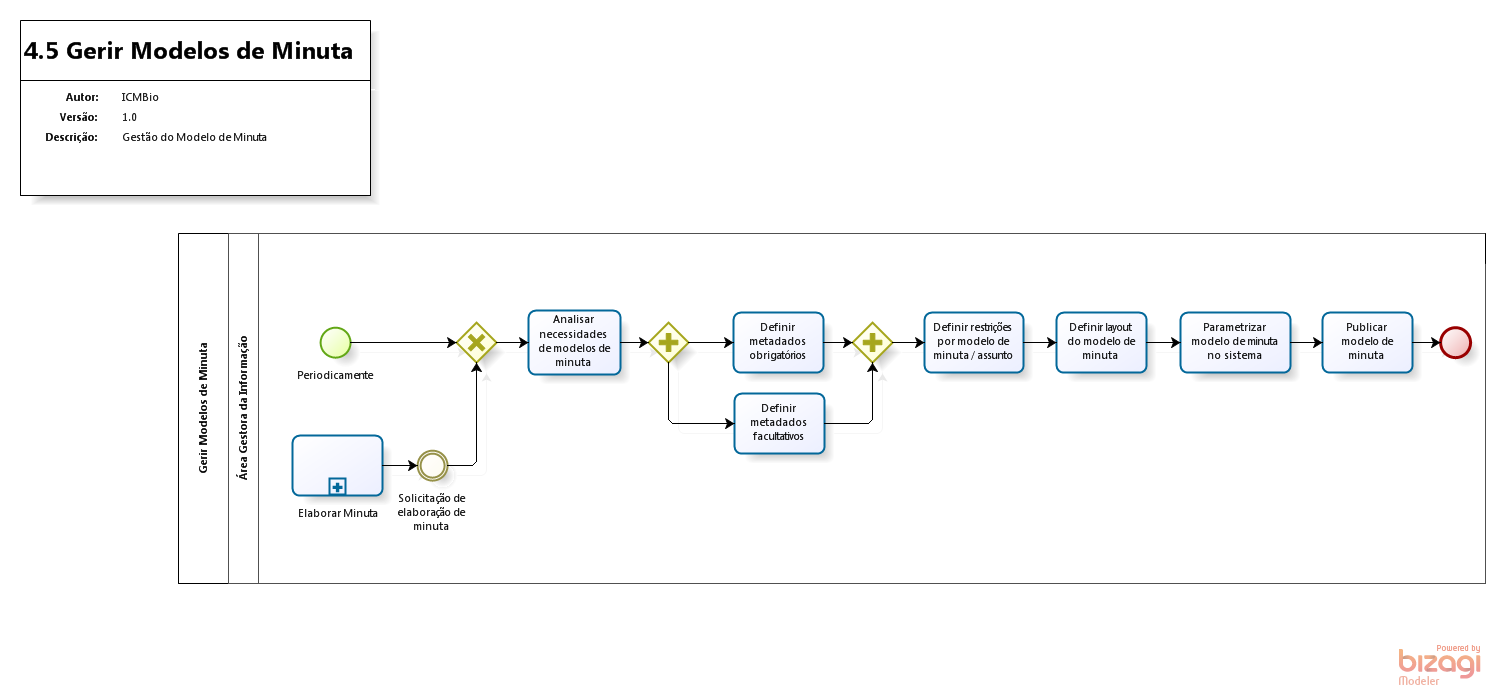 4.5 Gerir Modelos de Minuta
Autor: ICMBio
Versão: 1.0
Descrição: Gestão do Modelo de Minuta
Gerir Modelos de Minuta
Área Gestora da Informação
Periodicamente
Elaborar Minuta
Solicitação de
elaboração de
minuta
Analisar
necessidades
de modelos de
minuta
Definir
metadados
obrigatórios
Definir
metadados
facultativos
Definir restrições
por modelo de
minuta / assunto
Definir layout
do modelo de
minuta
Parametrizar
modelo de minuta
no sistema
Publicar
modelo de
minuta
Powered by
bizagi
Modeler